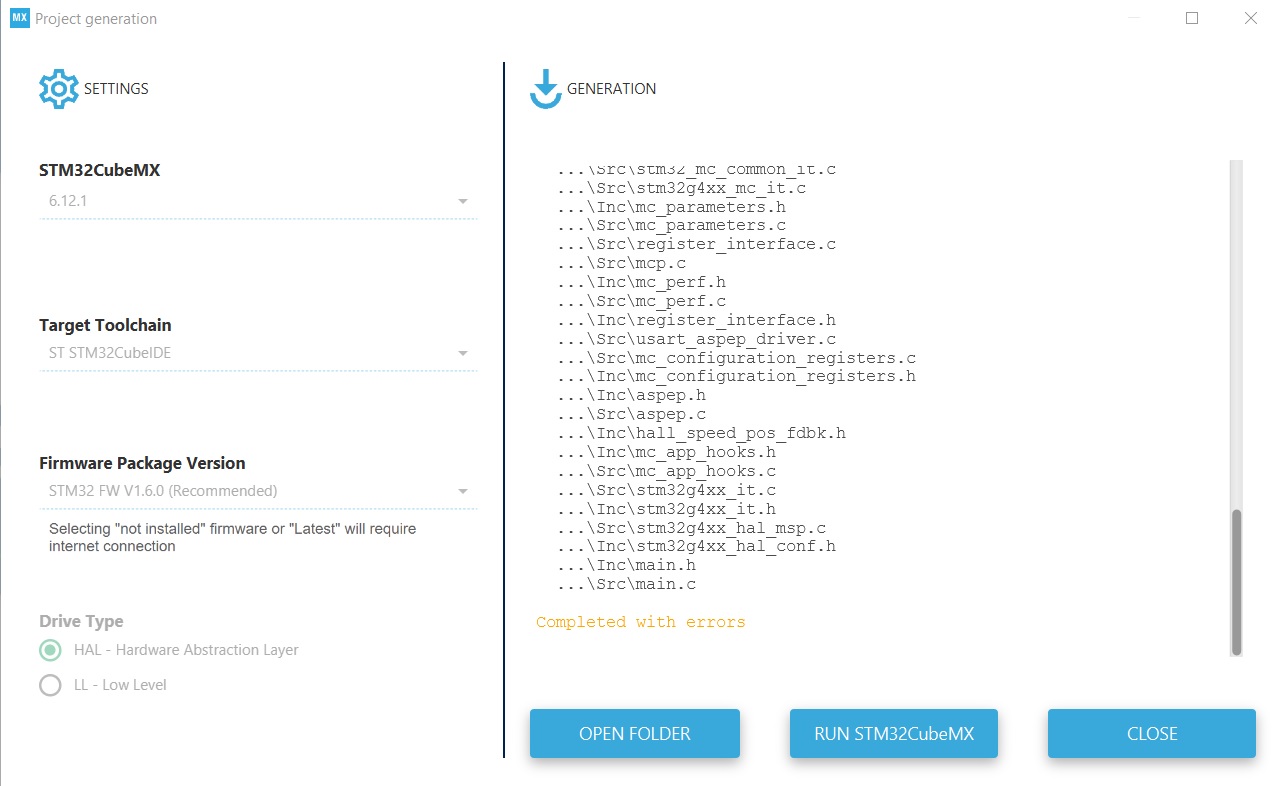 MX Project generation
SETTINGS
STM32CubeMX
6.12.1
Target Toolchain
ST STM32CubeIDE
Firmware Package Version
STM32 FW V1.6.0 (Recommended)
Selecting "not installed" firmware or "Latest" will require
internet connection
Drive Type
HAL - Hardware Abstraction Layer
LL - Low Level
GENERATION
...\Src\stm32_mc_common_it.c
...\Src\stm32g4xx_mc_it.c
...\Inc\mc_parameters.h
...\Src\mc_parameters.c
...\Src\register_interface.c
...\Src\mcp.c
...\Inc\mc_perf.h
...\Src\mc_perf.c
...\Inc\register_interface.h
...\Src\usart_aspep_driver.c
...\Src\mc_configuration_registers.c
...\Inc\mc_configuration_registers.h
...\Inc\aspep.h
...\Src\aspep.c
...\Inc\hall_speed_pos_fdbk.h
...\Inc\mc_app_hooks.h
...\Src\mc_app_hooks.c
...\Src\stm32g4xx_it.c
...\Inc\stm32g4xx_it.h
...\Src\stm32g4xx_hal_msp.c
...\Inc\stm32g4xx_hal_conf.h
...\Inc\main.h
...\Src\main.c
Completed with errors
OPEN FOLDER
RUN STM32CubeMX
CLOSE